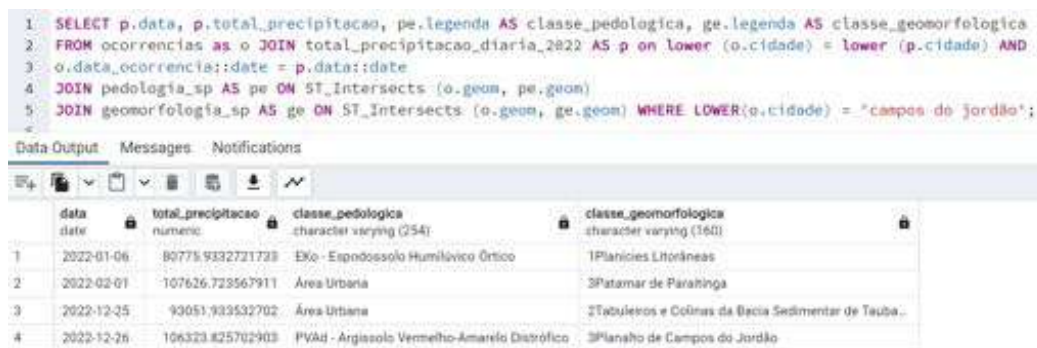 1 SELECT p.data, p.total_precipitacao, pe.legenda AS classe_pedologica, ge.legenda AS classe_geomorfologica
2 FROM ocorrencias as o JOIN total_precipitacao_diaria_2022 AS p on lower (o.cidade) = lower (p.cidade) AND
3 o.data_ocorrencia::date = p.data::date
4 JOIN pedologia_sp AS pe ON ST_Intersects (o.geom, pe.geom)
5 JOIN geomorfologia_sp AS ge ON ST_Intersects (o.geom, ge.geom) WHERE LOWER(o.cidade) = 'campos do jordão';
Data Output Messages Notifications
data total_precipitacao classe_pedologica classe_geomorfologica
date numeric character varying (254) character varying (160)
1 2022-01-06 80775.9332721733 EKo - Espodossolo Humilúvico Órtico 1Planícies Litorâneas
2 2022-02-01 107626.723567911 Área Urbana 3Patamar de Paraitinga
3 2022-12-25 93051.933532702 Área Urbana 2Tabuleiros e Colinas da Bacia Sedimentar de Tauba...
4 2022-12-26 106323.825702903 PVAd - Argissolo Vermelho-Amarelo Distrófico 3Planalto de Campos do Jordão